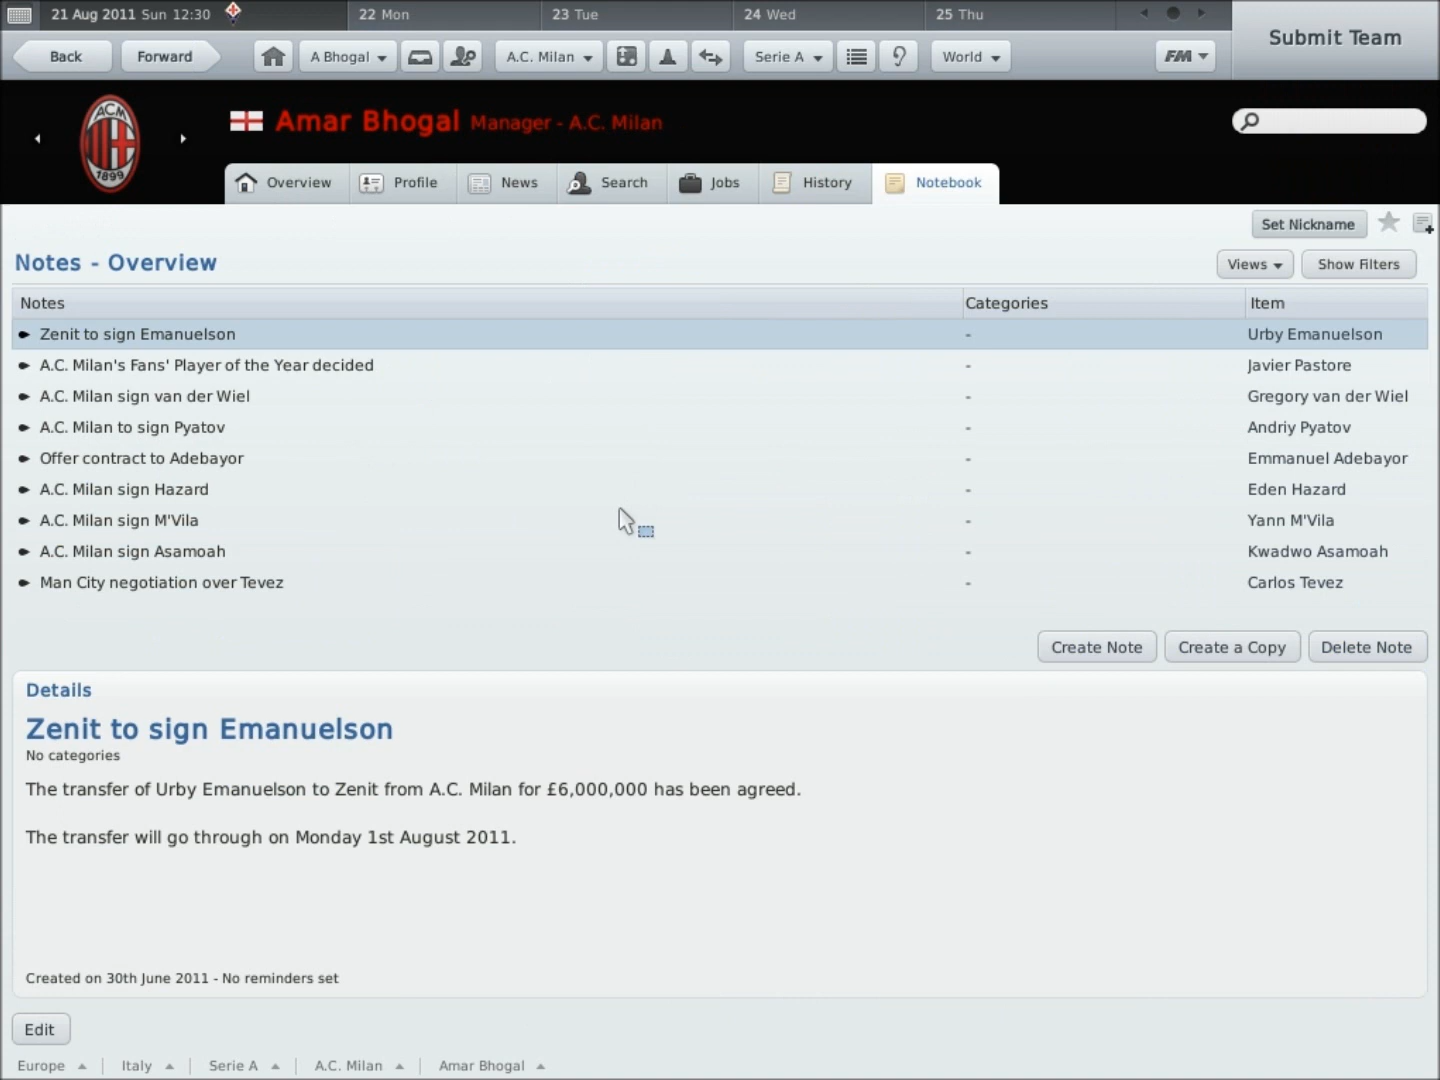 21 Aug 2011 Sun 12:30 22 Mon 23 Tue 24 Wed 25 Thu
Submit Team
Back Forward A Bhogal A.C. Milan Serie A World FM
ACM 1899
Amar Bhogal Manager - A.C. Milan
Overview Profile News Search Jobs History Notebook
Set Nickname
Notes - Overview Views Show Filters
Notes Categories Item
Zenit to sign Emanuelson - Urby Emanuelson
A.C. Milan's Fans' Player of the Year decided - Javier Pastore
A.C. Milan sign van der Wiel - Gregory van der Wiel
A.C. Milan to sign Pyatov - Andriy Pyatov
Offer contract to Adebayor - Emmanuel Adebayor
A.C. Milan sign Hazard - Eden Hazard
A.C. Milan sign M'Vila - Yann M'Vila
A.C. Milan sign Asamoah - Kwadwo Asamoah
Man City negotiation over Tevez - Carlos Tevez
Create Note Create a Copy Delete Note
Details
Zenit to sign Emanuelson
No categories
The transfer of Urby Emanuelson to Zenit from A.C. Milan for £6,000,000 has been agreed.
The transfer will go through on Monday 1st August 2011.
Created on 30th June 2011 - No reminders set
Edit
Europe Italy Serie A A.C. Milan Amar Bhogal